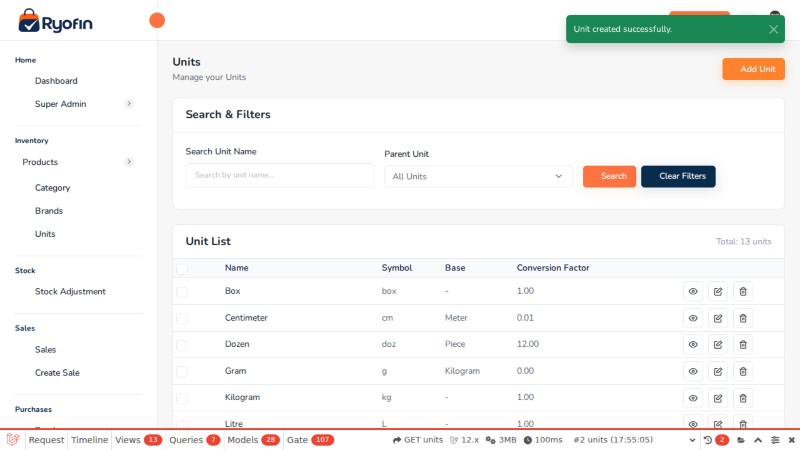 Ryofin
Unit created successfully.
Home
Dashboard
Super Admin
Inventory
Products
Category
Brands
Units
Stock
Stock Adjustment
Sales
Sales
Create Sale
Purchases
Units
Manage your Units
Add Unit
Search & Filters
Search Unit Name
Parent Unit
Search by unit name...
All Units
Search
Clear Filters
Unit List
Total: 13 units
Name Symbol Base Conversion Factor
Box box - 1.00
Centimeter cm Meter 0.01
Dozen doz Piece 12.00
Gram g Kilogram 0.00
Kilogram kg - 1.00
Litre L - 1.00
Request Timeline Views 13 Queries 7 Models 28 Gate 107 GET units 12.x 3MB 100ms #2 units (17:55:05) 2